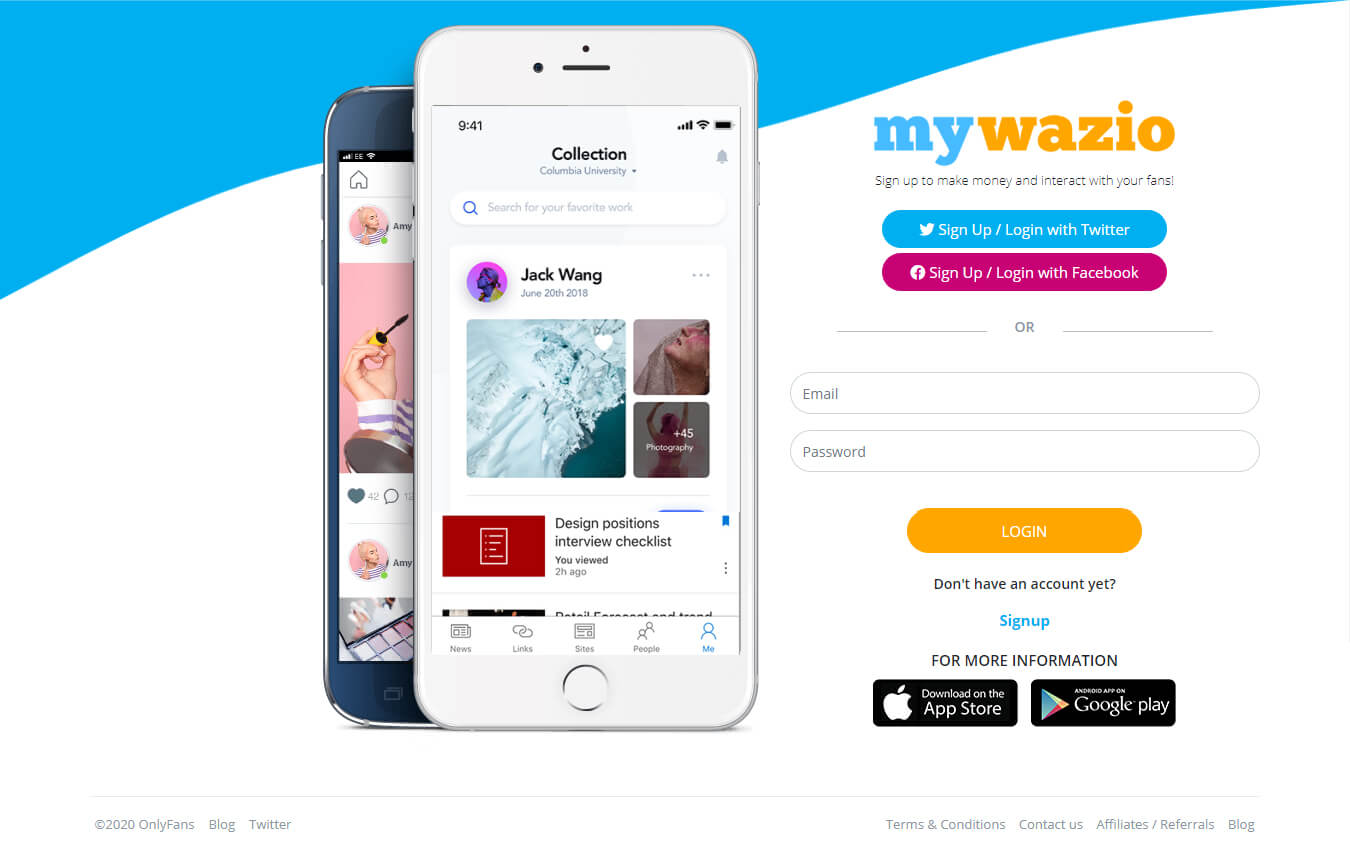 EE
Amy
42
12
Amy
9:41
Collection
Columbia University
Search for your favorite work
Jack Wang
June 20th 2018
+45
Photography
Design positions
interview checklist
You viewed
2h ago
News
Links
Sites
People
Me
mywazio
Sign up to make money and interact with your fans!
Sign Up / Login with Twitter
Sign Up / Login with Facebook
OR
Email
Password
LOGIN
Don't have an account yet?
Signup
FOR MORE INFORMATION
Download on the
App Store
ANDROID APP ON
Google play
©2020 OnlyFans Blog Twitter
Terms & Conditions Contact us Affiliates / Referrals Blog